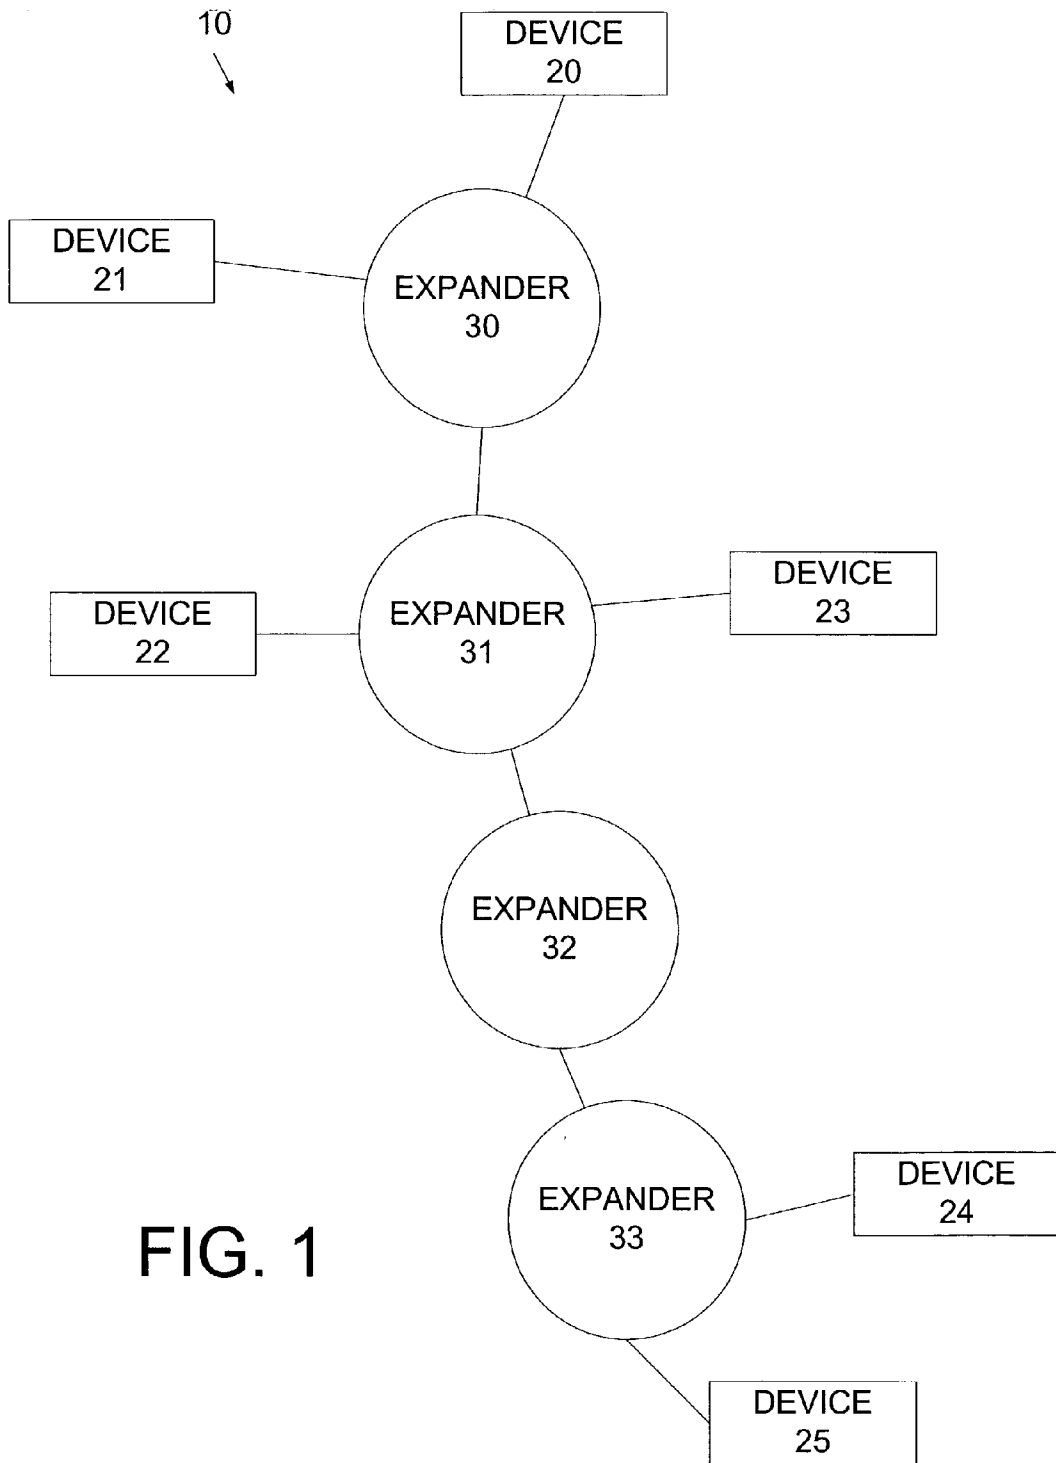 10
DEVICE
20
DEVICE
21
EXPANDER
30
EXPANDER
31
DEVICE
23
DEVICE
22
EXPANDER
32
EXPANDER
33
DEVICE
24
FIG. 1
DEVICE
25